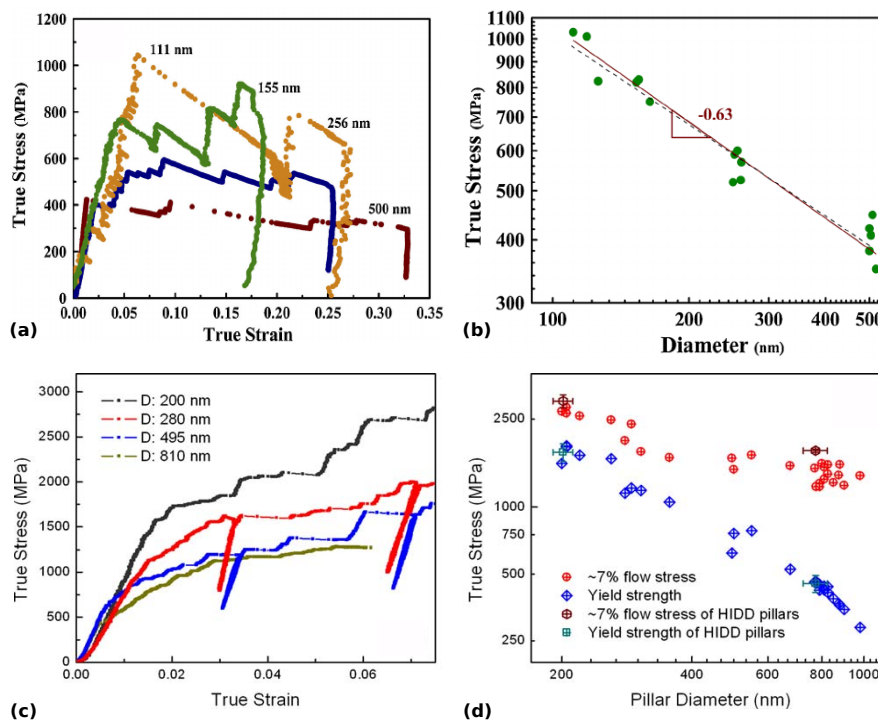 1200
1000
800
600
400
200
0
0.00 0.05 0.10 0.15 0.20 0.25 0.30 0.35
True Stress (MPa)
True Strain
111 nm
155 nm
256 nm
500 nm
(a)
1100
1000
900
800
700
600
500
400
300
100 200 300 400 500
True Stress (MPa)
Diameter (nm)
-0.63
(b)
3000
2500
2000
1500
1000
500
0
0.00 0.02 0.04 0.06
True Stress (MPa)
True Strain
D: 200 nm
D: 280 nm
D: 495 nm
D: 810 nm
(c)
2500
1000
750
500
250
200 400 600 800 1000
True Stress (MPa)
Pillar Diameter (nm)
~7% flow stress
Yield strength
~7% flow stress of HIDD pillars
Yield strength of HIDD pillars
(d)